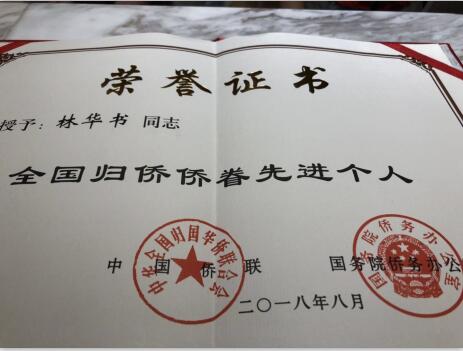 荣誉证书
授予：林华书 同志
全国归侨侨眷先进个人
中国侨联 国务院侨务办公
二〇一八年八月
中华全国归国华侨联合会
国务院侨务办公室